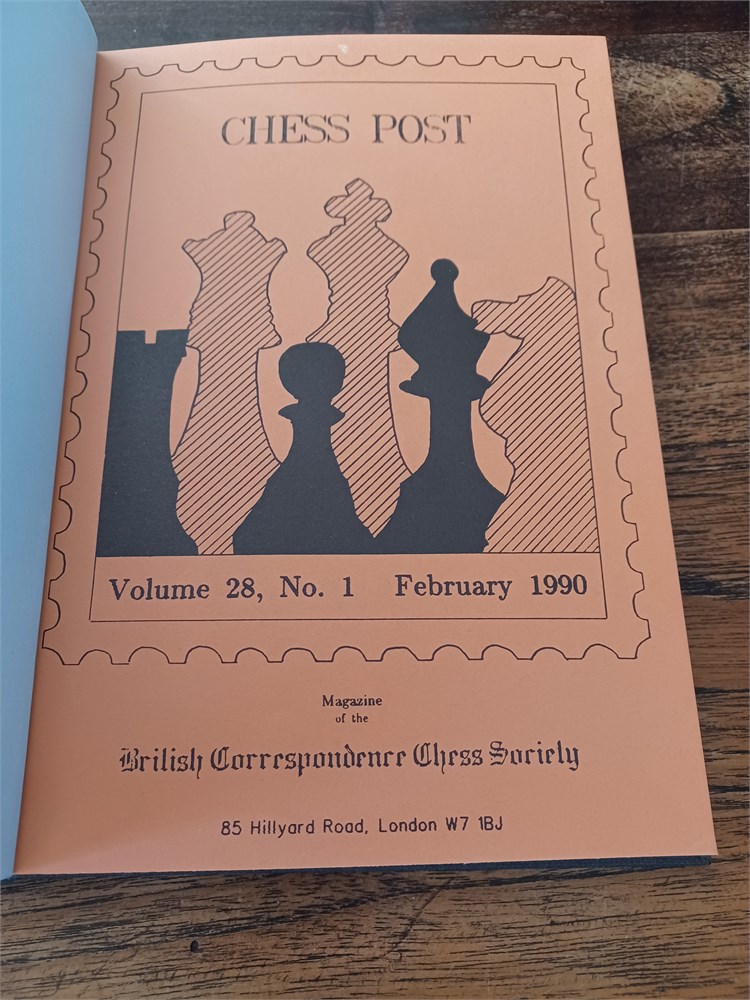 CHESS POST
Volume 28, No. 1 February 1990
Magazine
of the
British Correspondence Chess Society
85 Hillyard Road, London W7 1BJ